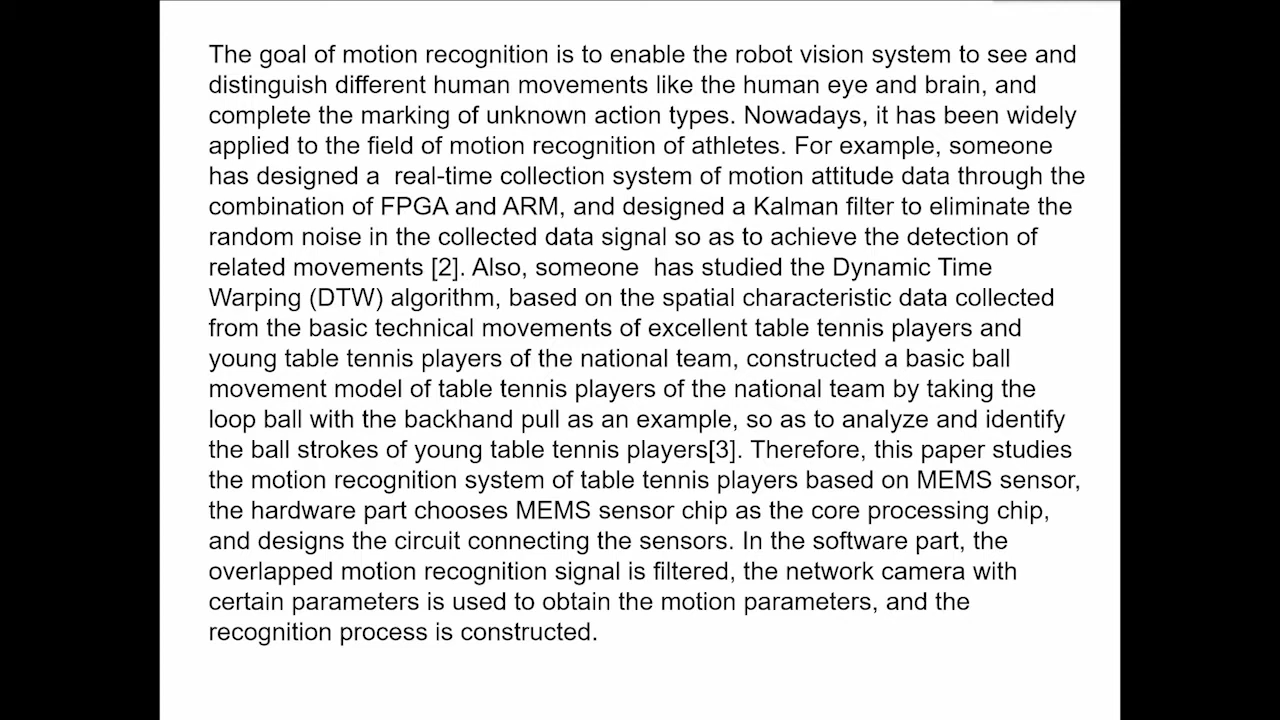 The goal of motion recognition is to enable the robot vision system to see and
distinguish different human movements like the human eye and brain, and
complete the marking of unknown action types. Nowadays, it has been widely
applied to the field of motion recognition of athletes. For example, someone
has designed a  real-time collection system of motion attitude data through the
combination of FPGA and ARM, and designed a Kalman filter to eliminate the
random noise in the collected data signal so as to achieve the detection of
related movements [2]. Also, someone  has studied the Dynamic Time
Warping (DTW) algorithm, based on the spatial characteristic data collected
from the basic technical movements of excellent table tennis players and
young table tennis players of the national team, constructed a basic ball
movement model of table tennis players of the national team by taking the
loop ball with the backhand pull as an example, so as to analyze and identify
the ball strokes of young table tennis players[3]. Therefore, this paper studies
the motion recognition system of table tennis players based on MEMS sensor,
the hardware part chooses MEMS sensor chip as the core processing chip,
and designs the circuit connecting the sensors. In the software part, the
overlapped motion recognition signal is filtered, the network camera with
certain parameters is used to obtain the motion parameters, and the
recognition process is constructed.